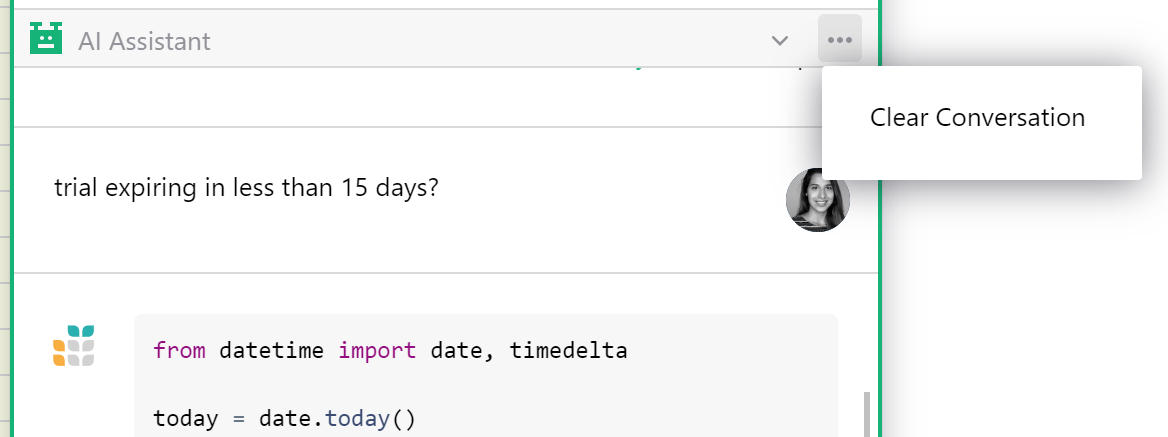 AI Assistant
Clear Conversation
trial expiring in less than 15 days?
from datetime import date, timedelta
today = date.today()